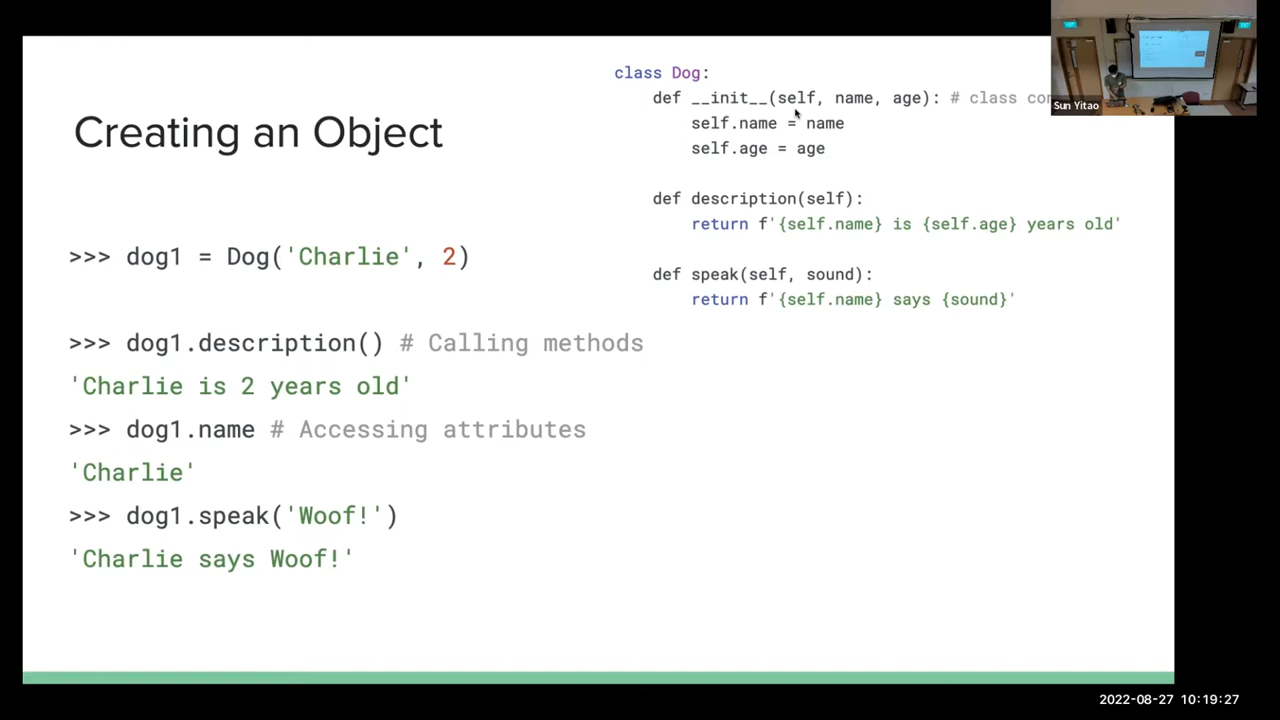 Creating an Object
>>> dog1 = Dog('Charlie', 2)
>>> dog1.description() # Calling methods
'Charlie is 2 years old'
>>> dog1.name # Accessing attributes
'Charlie'
>>> dog1.speak('Woof!')
'Charlie says Woof!'
class Dog:
    def __init__(self, name, age): # class
        self.name = name
        self.age = age
    def description(self):
        return f'{self.name} is {self.age} years old'
    def speak(self, sound):
        return f'{self.name} says {sound}'
Sun Yitao
2022-08-27 10:19:27